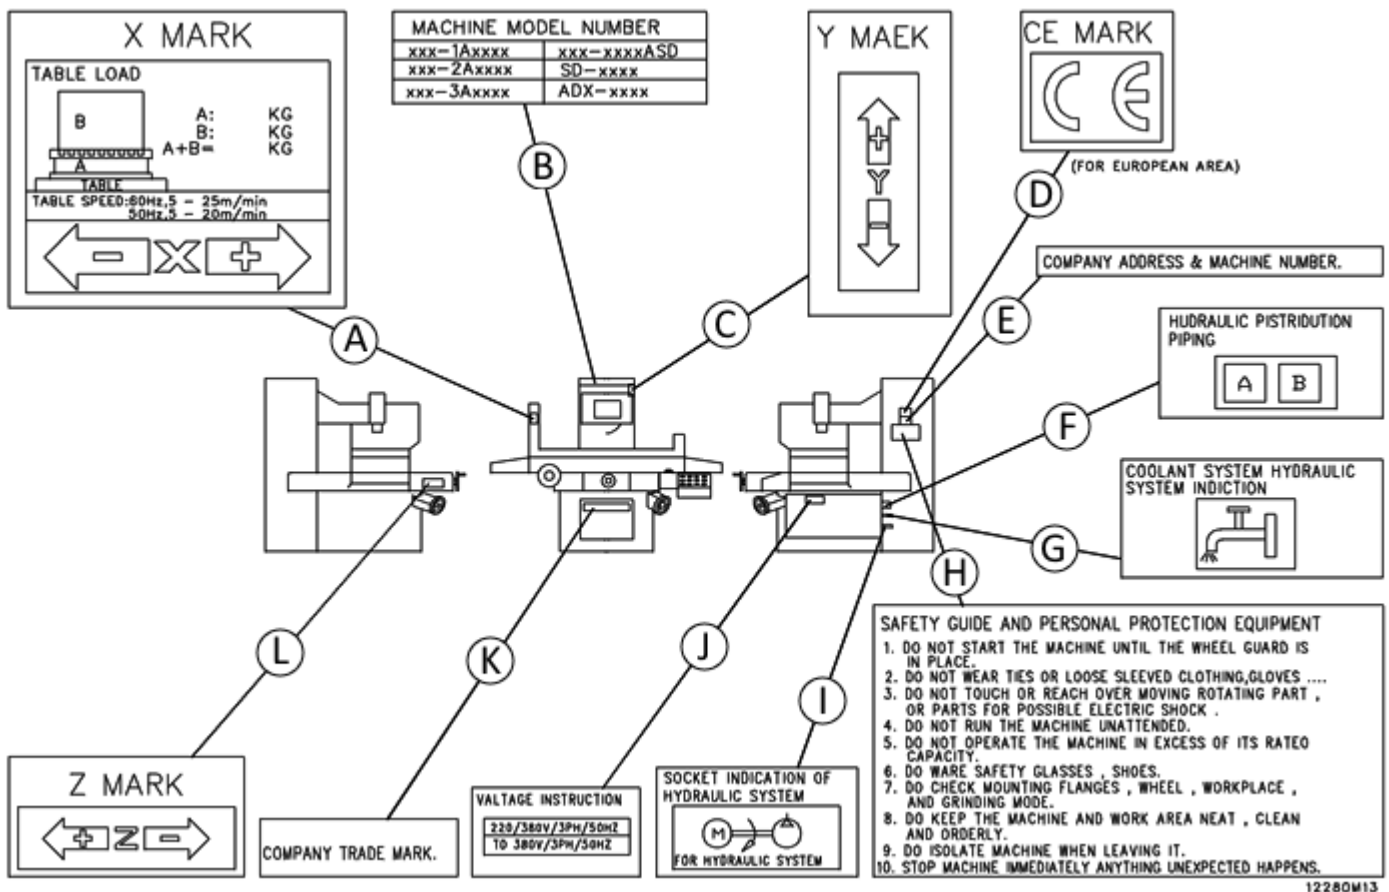 X MARK
TABLE LOAD
B
A
TABLE
A: KG
B: KG
A+B= KG
TABLE SPEED:60Hz,5 - 25m/min
50Hz,5 - 20m/min
- X +
MACHINE MODEL NUMBER
xxx-1Axxxx xxx-xxxxASD
xxx-2Axxxx SD-xxxx
xxx-3Axxxx ADX-xxxx
Y MAEK
+
Y
-
CE MARK
CE
(FOR EUROPEAN AREA)
COMPANY ADDRESS & MACHINE NUMBER.
HUDRAULIC PISTRIDUTION
PIPING
A B
COOLANT SYSTEM HYDRAULIC
SYSTEM INDICTION
A
B
C
D
E
F
G
H
I
J
K
L
Z MARK
+ Z -
COMPANY TRADE MARK.
VALTAGE INSTRUCTION
220/380V/3PH/50HZ
TO 380V/3PH/50HZ
SOCKET INDICATION OF
HYDRAULIC SYSTEM
M
FOR HYDRAULIC SYSTEM
SAFETY GUIDE AND PERSONAL PROTECTION EQUIPMENT
1. DO NOT START THE MACHINE UNTIL THE WHEEL GUARD IS
IN PLACE.
2. DO NOT WEAR TIES OR LOOSE SLEEVED CLOTHING,GLOVES ....
3. DO NOT TOUCH OR REACH OVER MOVING ROTATING PART ,
OR PARTS FOR POSSIBLE ELECTRIC SHOCK .
4. DO NOT RUN THE MACHINE UNATTENDED.
5. DO NOT OPERATE THE MACHINE IN EXCESS OF ITS RATEO
CAPACITY.
6. DO WARE SAFETY GLASSES , SHOES.
7. DO CHECK MOUNTING FLANGES , WHEEL , WORKPLACE ,
AND GRINDING MODE.
8. DO KEEP THE MACHINE AND WORK AREA NEAT , CLEAN
AND ORDERLY.
9. DO ISOLATE MACHINE WHEN LEAVING IT.
10. STOP MACHINE IMMEDIATELY ANYTHING UNEXPECTED HAPPENS.
12280M13